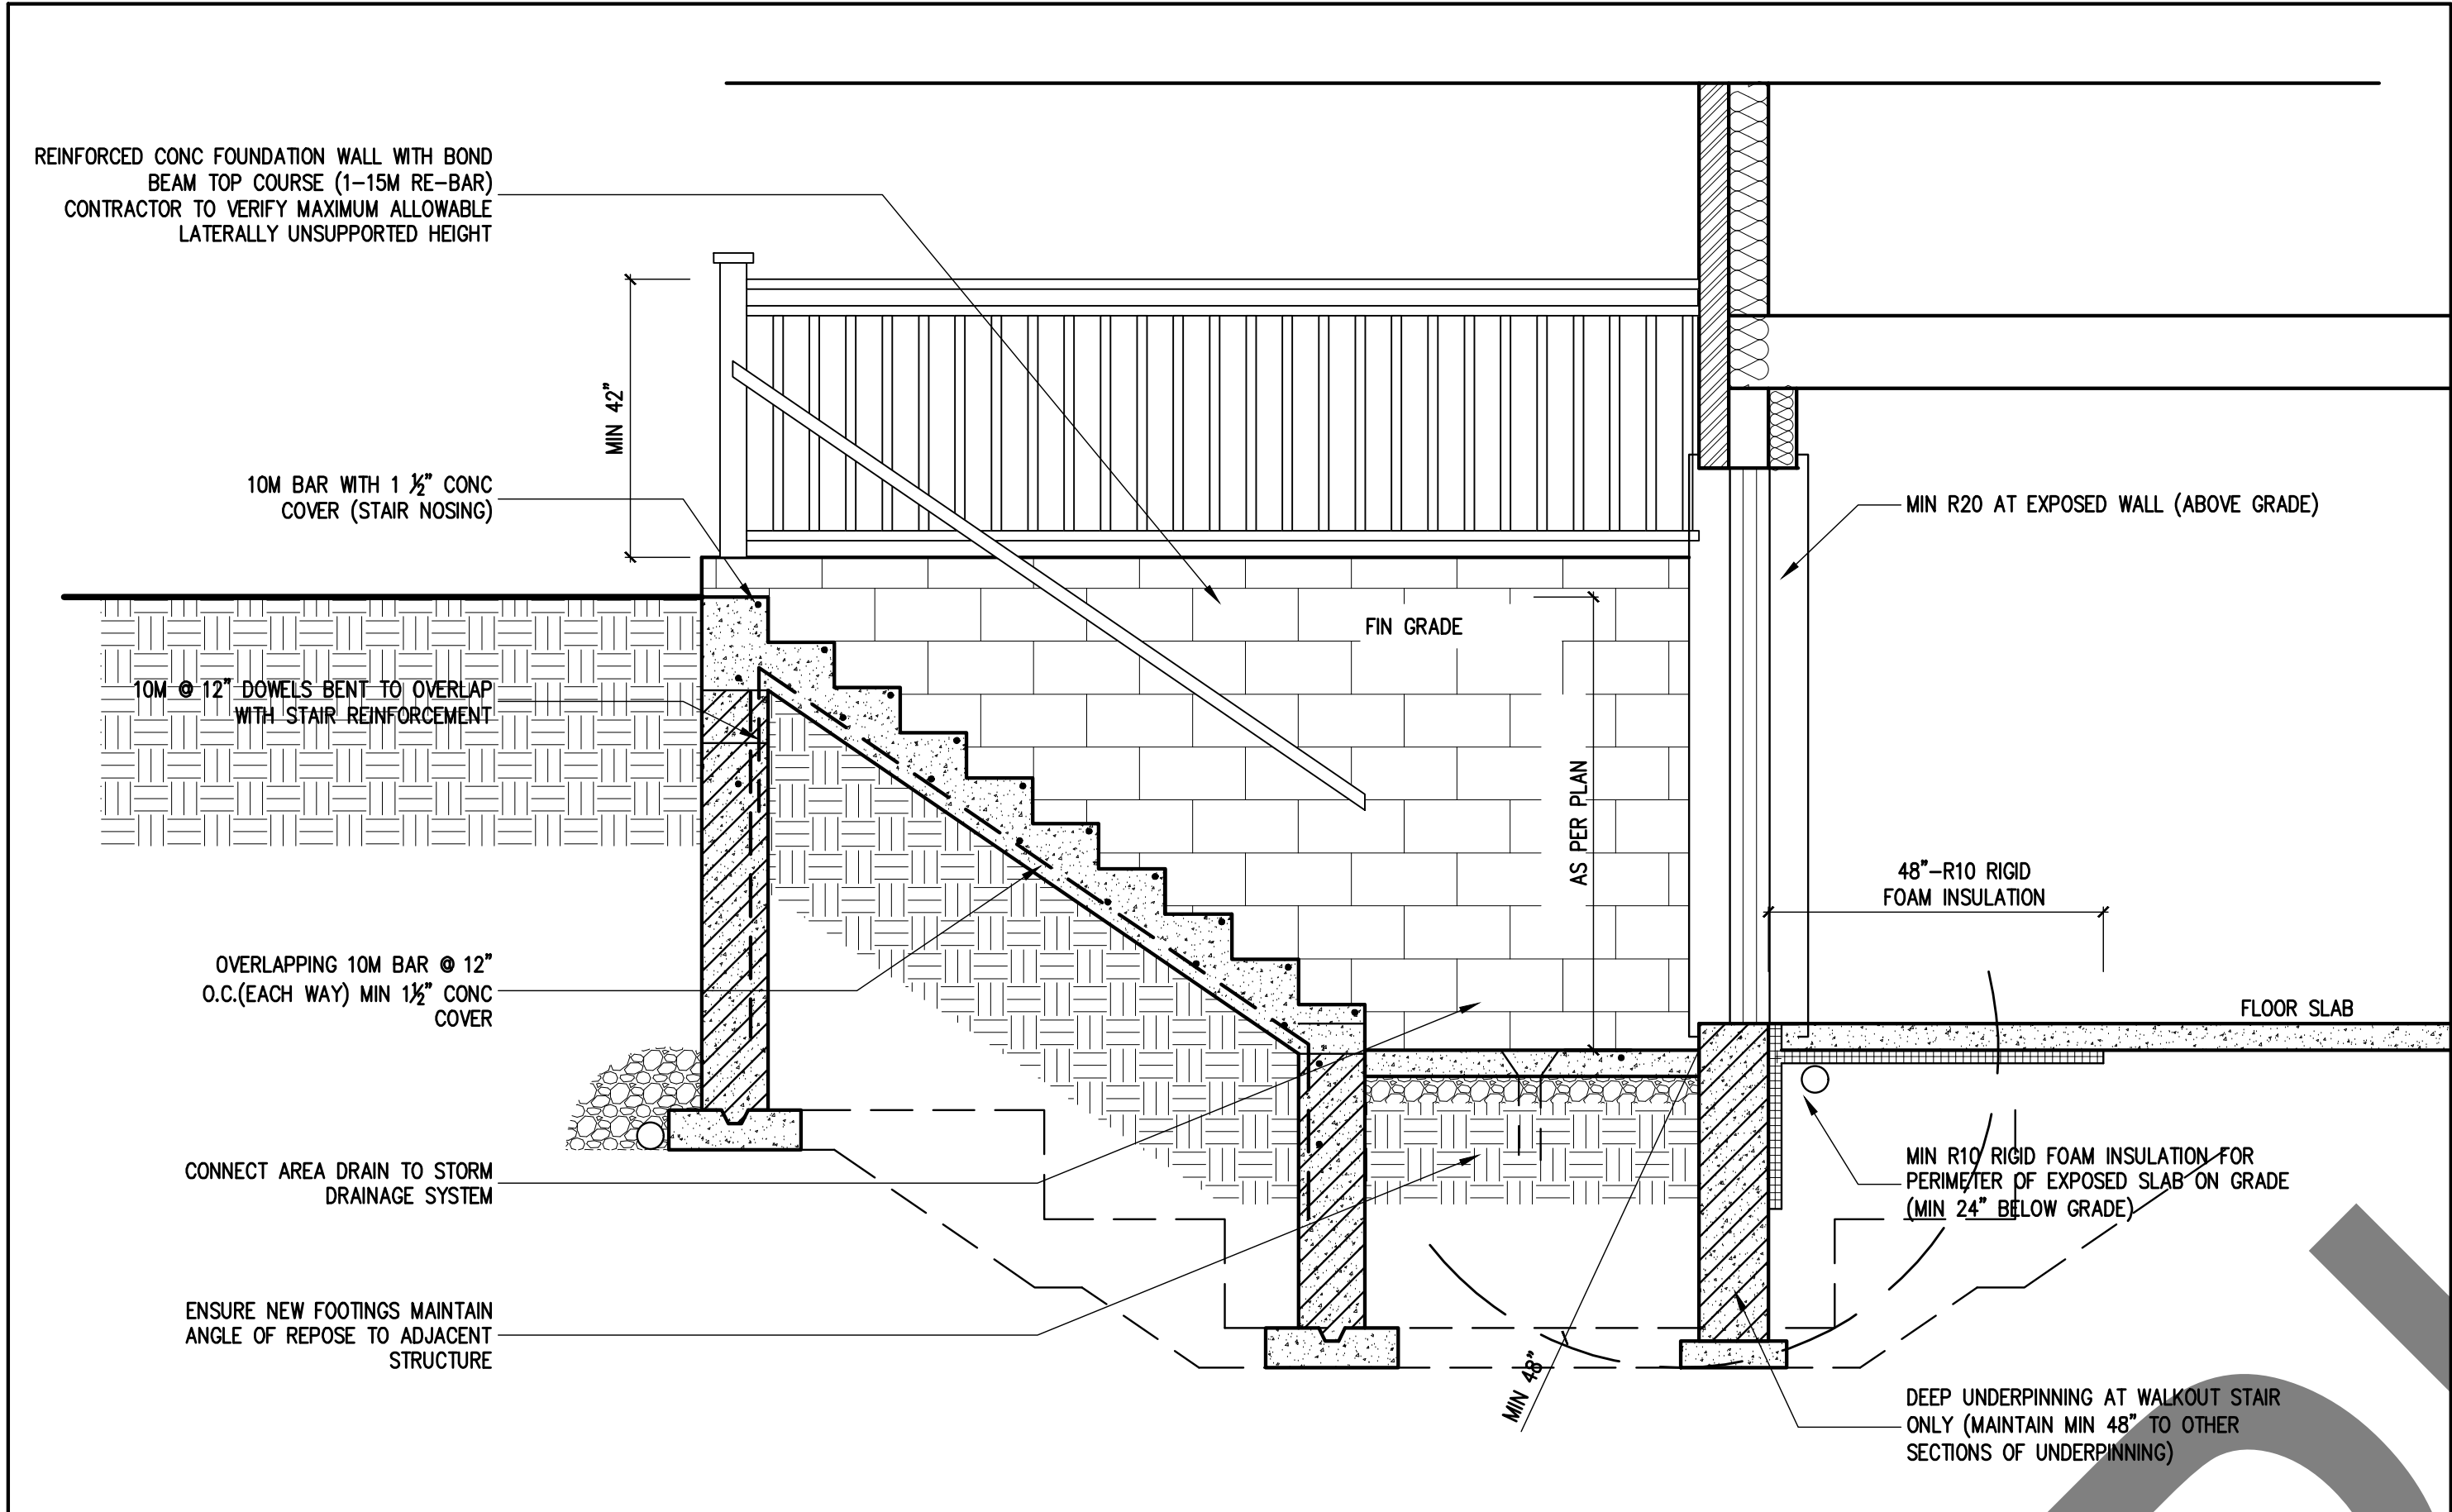 REINFORCED CONC FOUNDATION WALL WITH BOND
BEAM TOP COURSE (1-15M RE-BAR)
CONTRACTOR TO VERIFY MAXIMUM ALLOWABLE
LATERALLY UNSUPPORTED HEIGHT
MIN 42"
10M BAR WITH 1 ½" CONC
COVER (STAIR NOSING)
MIN R20 AT EXPOSED WALL (ABOVE GRADE)
FIN GRADE
10M @ 12" DOWELS BENT TO OVERLAP
WITH STAIR REINFORCEMENT
AS PER PLAN
48"-R10 RIGID
FOAM INSULATION
OVERLAPPING 10M BAR @ 12"
O.C.(EACH WAY) MIN 1½" CONC
COVER
FLOOR SLAB
CONNECT AREA DRAIN TO STORM
DRAINAGE SYSTEM
MIN R10 RIGID FOAM INSULATION FOR
PERIMETER OF EXPOSED SLAB ON GRADE
(MIN 24" BELOW GRADE)
ENSURE NEW FOOTINGS MAINTAIN
ANGLE OF REPOSE TO ADJACENT
STRUCTURE
MIN 48"
DEEP UNDERPINNING AT WALKOUT STAIR
ONLY (MAINTAIN MIN 48" TO OTHER
SECTIONS OF UNDERPINNING)